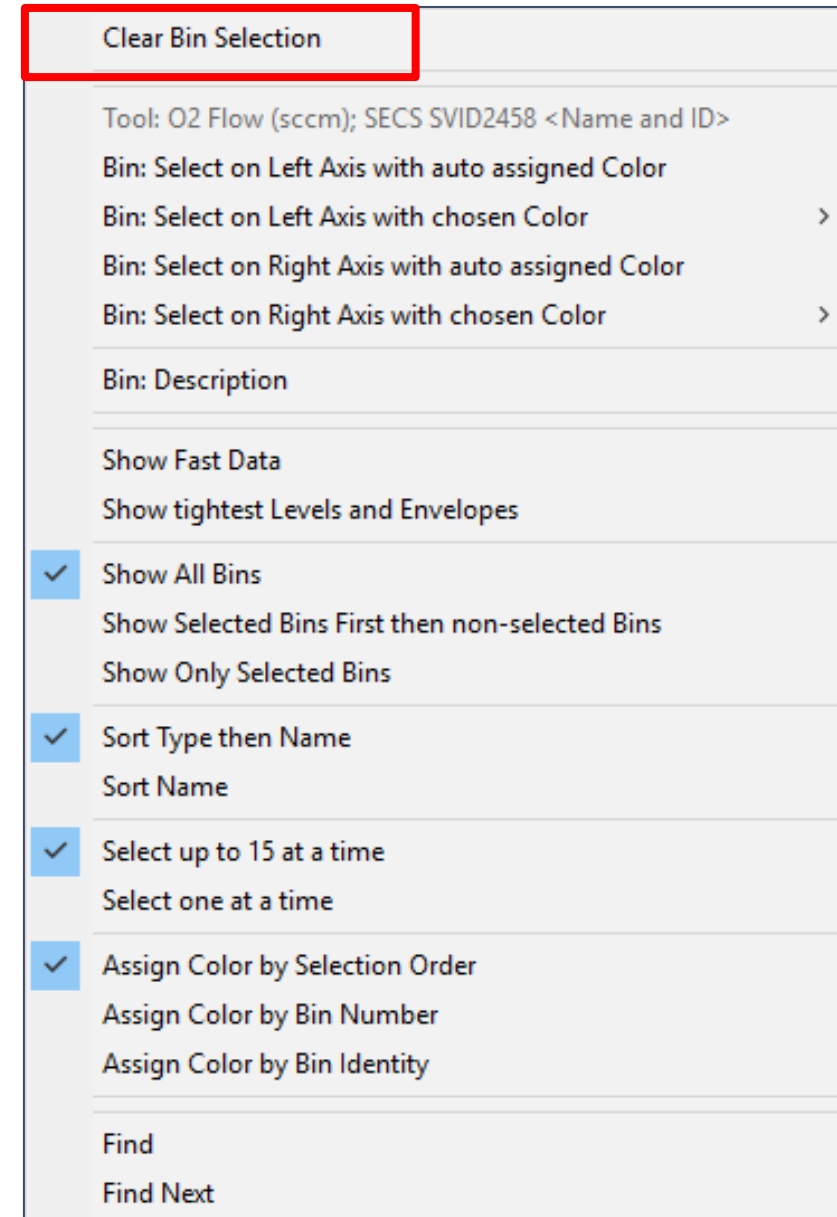 Clear Bin Selection
Tool: O2 Flow (sccm); SECS SVID2458 <Name and ID>
Bin: Select on Left Axis with auto assigned Color
Bin: Select on Left Axis with chosen Color
Bin: Select on Right Axis with auto assigned Color
Bin: Select on Right Axis with chosen Color
Bin: Description
Show Fast Data
Show tightest Levels and Envelopes
Show All Bins
Show Selected Bins First then non-selected Bins
Show Only Selected Bins
Sort Type then Name
Sort Name
Select up to 15 at a time
Select one at a time
Assign Color by Selection Order
Assign Color by Bin Number
Assign Color by Bin Identity
Find
Find Next